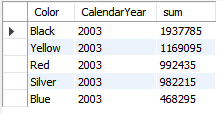 Color CalendarYear sum
Black 2003 1937785
Yellow 2003 1169095
Red 2003 992435
Silver 2003 982215
Blue 2003 468295